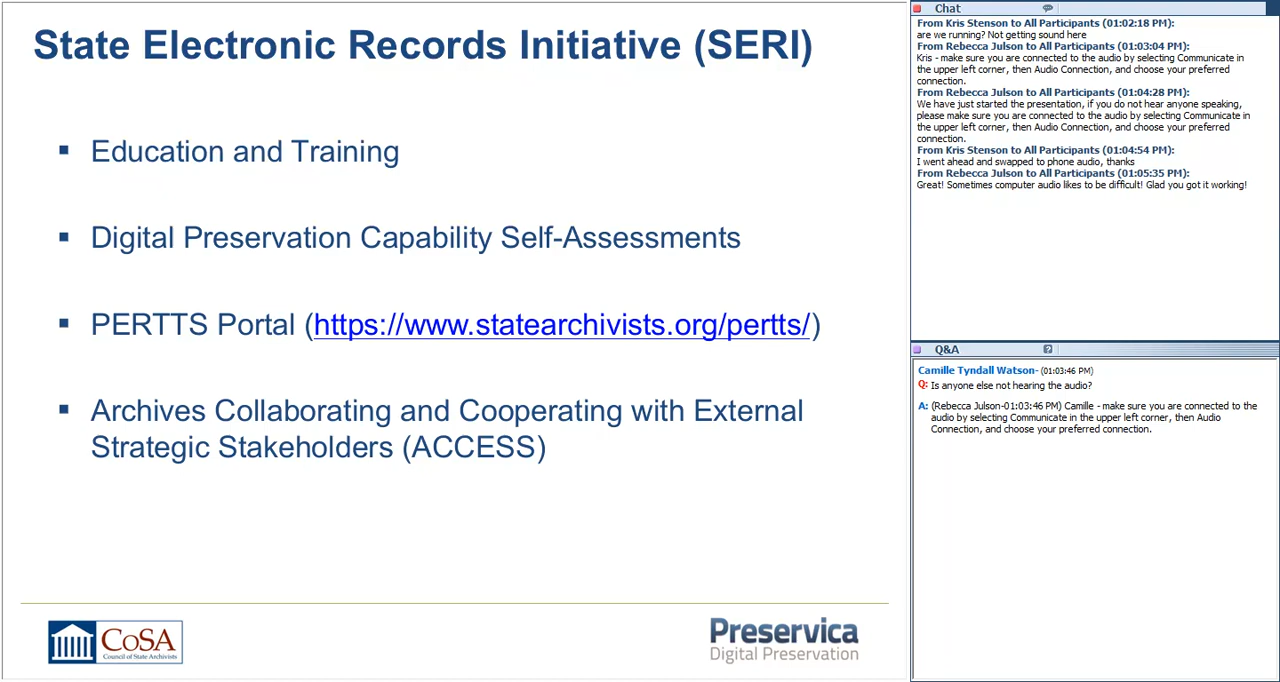 State Electronic Records Initiative (SERI)
▪ Education and Training
▪ Digital Preservation Capability Self-Assessments
▪ PERTTS Portal (https://www.statearchivists.org/pertts/)
▪ Archives Collaborating and Cooperating with External
Strategic Stakeholders (ACCESS)
CoSA
Council of State Archivists
Preservica
Digital Preservation
Chat
From Kris Stenson to All Participants (01:02:18 PM):
are we running? Not getting sound here
From Rebecca Julson to All Participants (01:03:04 PM):
Kris - make sure you are connected to the audio by selecting Communicate in
the upper left corner, then Audio Connection, and choose your preferred
connection.
From Rebecca Julson to All Participants (01:04:28 PM):
We have just started the presentation, if you do not hear anyone speaking,
please make sure you are connected to the audio by selecting Communicate in
the upper left corner, then Audio Connection, and choose your preferred
connection.
From Kris Stenson to All Participants (01:04:54 PM):
I went ahead and swapped to phone audio, thanks
From Rebecca Julson to All Participants (01:05:35 PM):
Great! Sometimes computer audio likes to be difficult! Glad you got it working!
Q&A
Camille Tyndall Watson- (01:03:46 PM)
Q: Is anyone else not hearing the audio?
A: (Rebecca Julson-01:03:46 PM) Camille - make sure you are connected to the
audio by selecting Communicate in the upper left corner, then Audio
Connection, and choose your preferred connection.